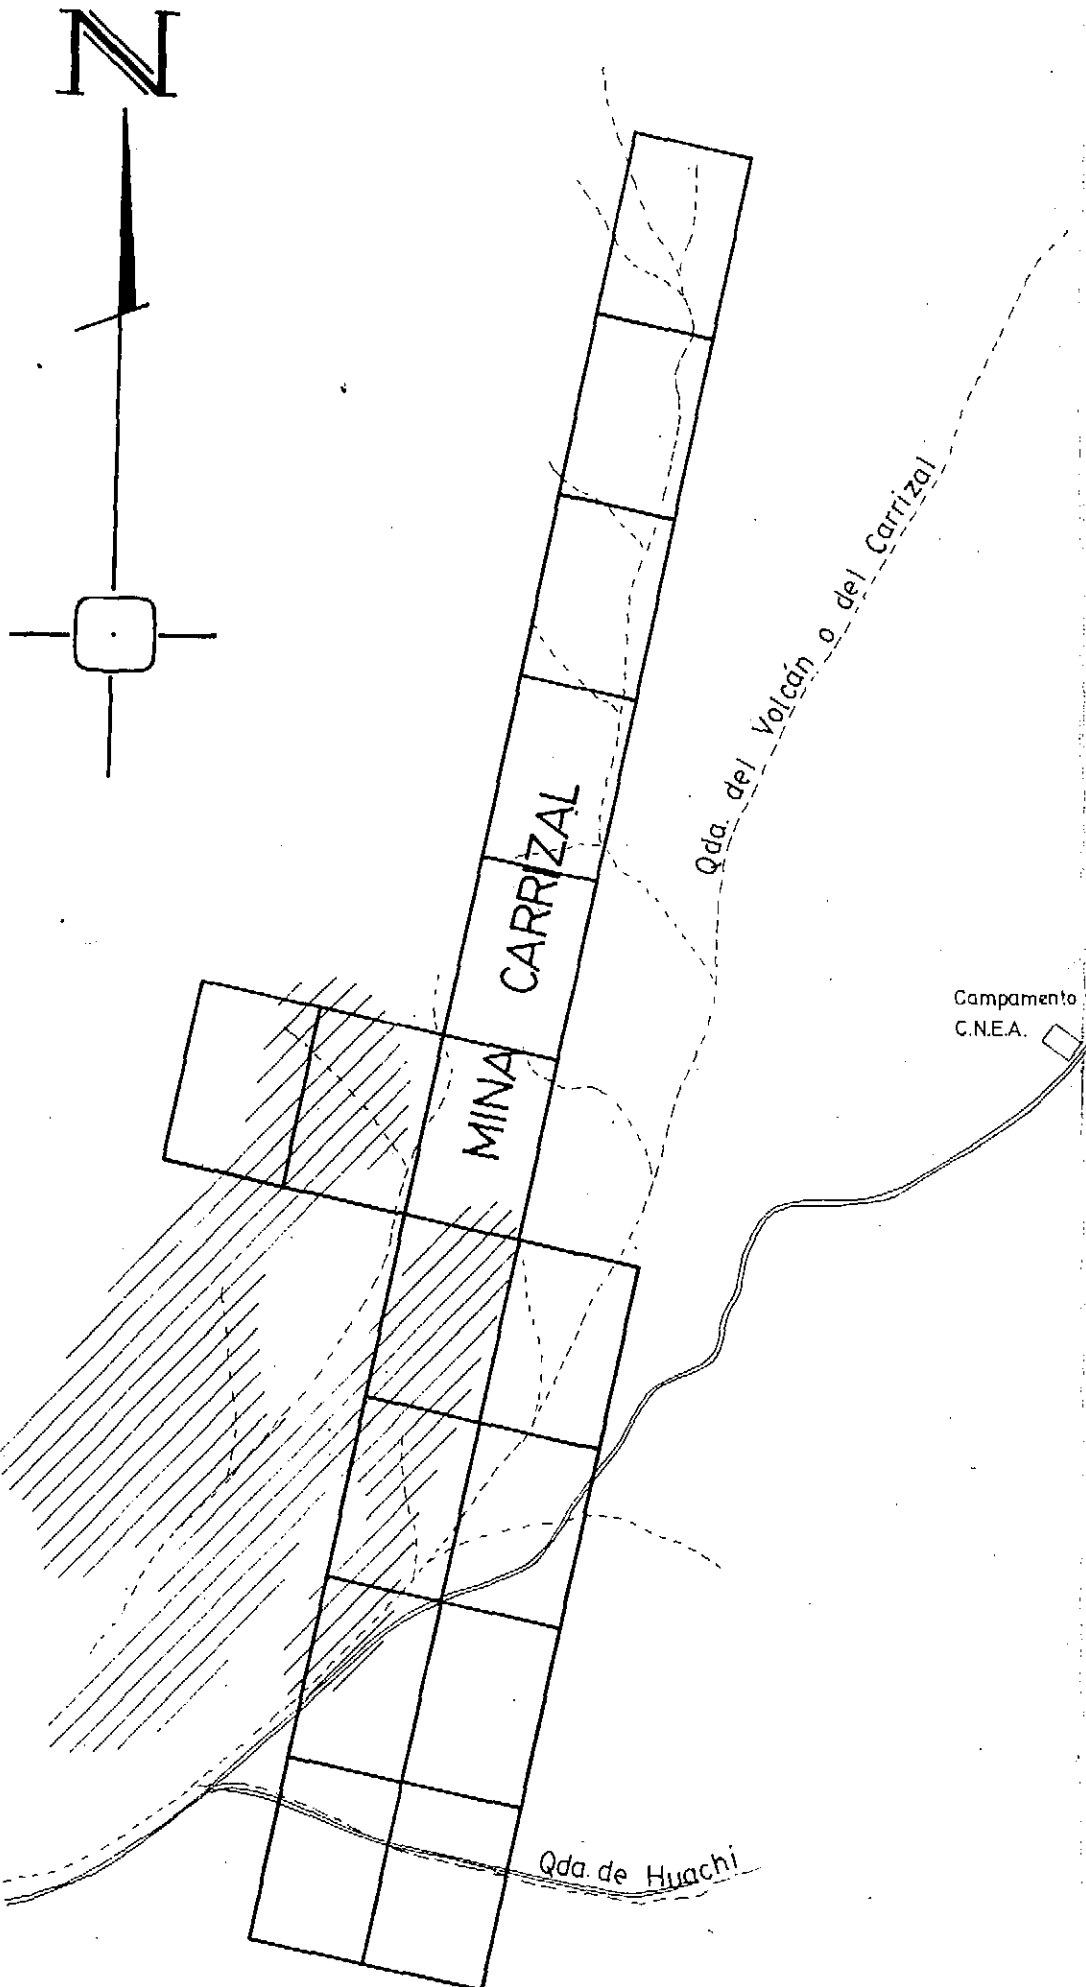 N
Qda. del Volcán o del Carrizal
MINA CARRIZAL
Campamento
C.N.E.A.
Qda. de Huachi